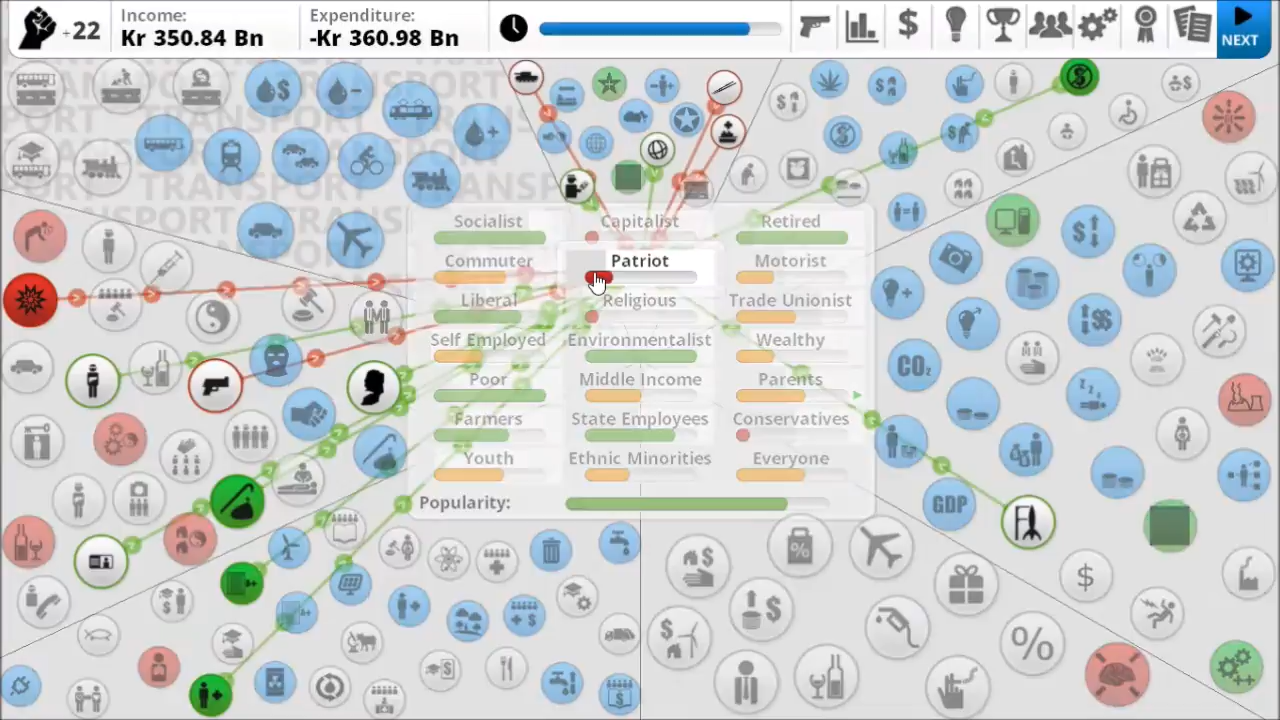 +22
Income:
Kr 350.84 Bn
Expenditure:
-Kr 360.98 Bn
NEXT
TRANSPORT
TRANSPORT
Socialist
Capitalist
Retired
Commuter
Patriot
Motorist
Liberal
Religious
Trade Unionist
Self Employed
Environmentalist
Wealthy
Poor
Middle Income
Parents
Farmers
State Employees
Conservatives
Youth
Ethnic Minorities
Everyone
Popularity:
CO₂
GDP